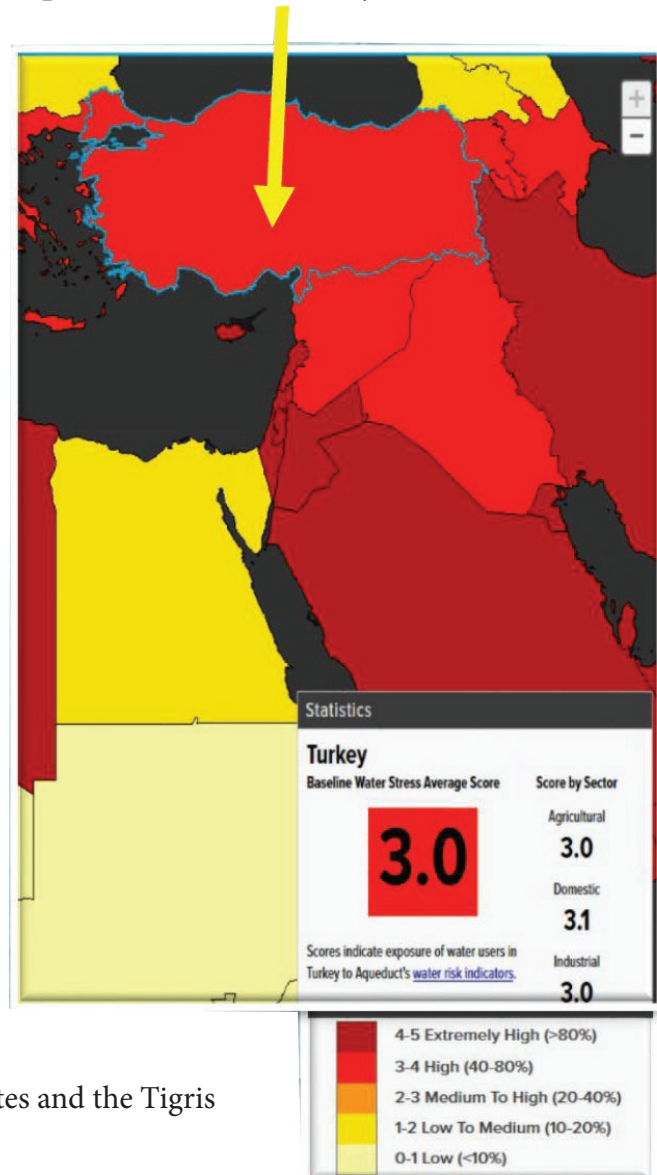 +
−
Statistics
Turkey
Baseline Water Stress Average Score
3.0
Scores indicate exposure of water users in
Turkey to Aqueduct's water risk indicators.
Score by Sector
Agricultural
3.0
Domestic
3.1
Industrial
3.0
4-5 Extremely High (>80%)
3-4 High (40-80%)
2-3 Medium To High (20-40%)
1-2 Low To Medium (10-20%)
0-1 Low (<10%)
tes and the Tigris